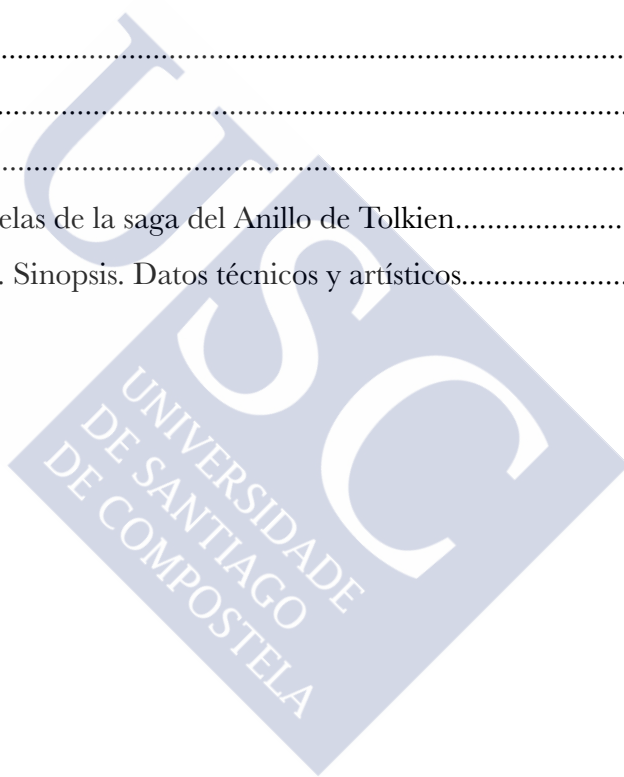 ................................................................................
................................................................................
................................................................................
elas de la saga del Anillo de Tolkien......................
. Sinopsis. Datos técnicos y artísticos.....................
USC
UNIVERSIDADE
DE SANTIAGO
DE COMPOSTELA